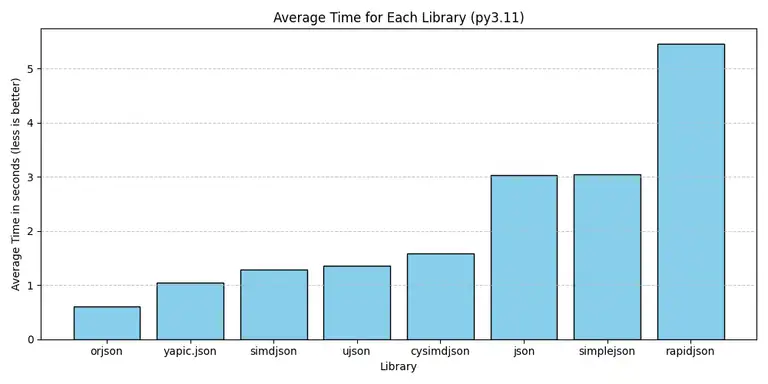 Average Time for Each Library (py3.11)
Average Time in seconds (less is better)
5
4
3
2
1
0
orjson yapic.json simdjson ujson cysimdjson json simplejson rapidjson
Library